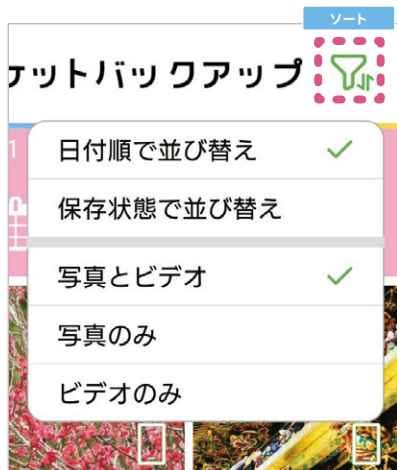 ソート
ケットバックアップ
日付順で並び替え
保存状態で並び替え
写真とビデオ
写真のみ
ビデオのみ